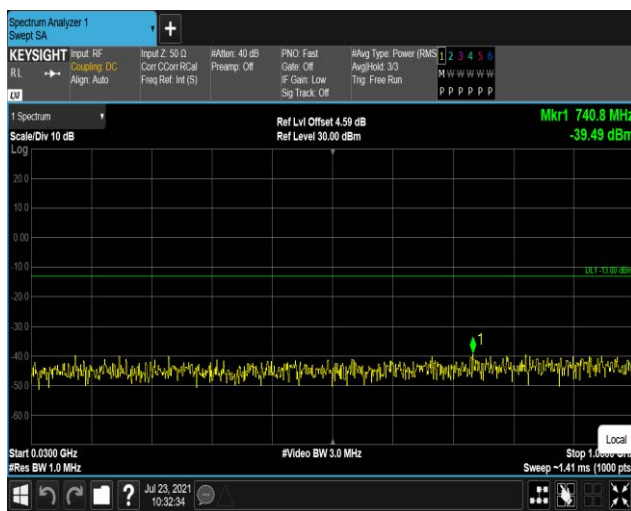 Spectrum Analyzer 1
Swept SA
+
KEYSIGHT Input: RF Input Z: 50 Ω #Atten: 40 dB PNO: Fast #Avg Type: Power (RMS 1 2 3 4 5 6
RL Coupling: DC Corr CCorr RCal Preamp: Off Gate: Off Avg|Hold: 3/3 M W W W W W
Align: Auto Freq Ref: Int (S) IF Gain: Low Trig: Free Run
Sig Track: Off P P P P P P
LXI
1 Spectrum Ref Lvl Offset 4.59 dB Mkr1 740.8 MHz
Scale/Div 10 dB Ref Level 30.00 dBm -39.49 dBm
Log
20.0
10.0
0.00
-10.0
DL1 -13.00 dBm
-20.0
-30.0
1
-40.0
-50.0
-60.0
Local
Start 0.0300 GHz #Video BW 3.0 MHz Stop
#Res BW 1.0 MHz Sweep ~1.41 ms (1000 pts
? Jul 23, 2021
10:32:34